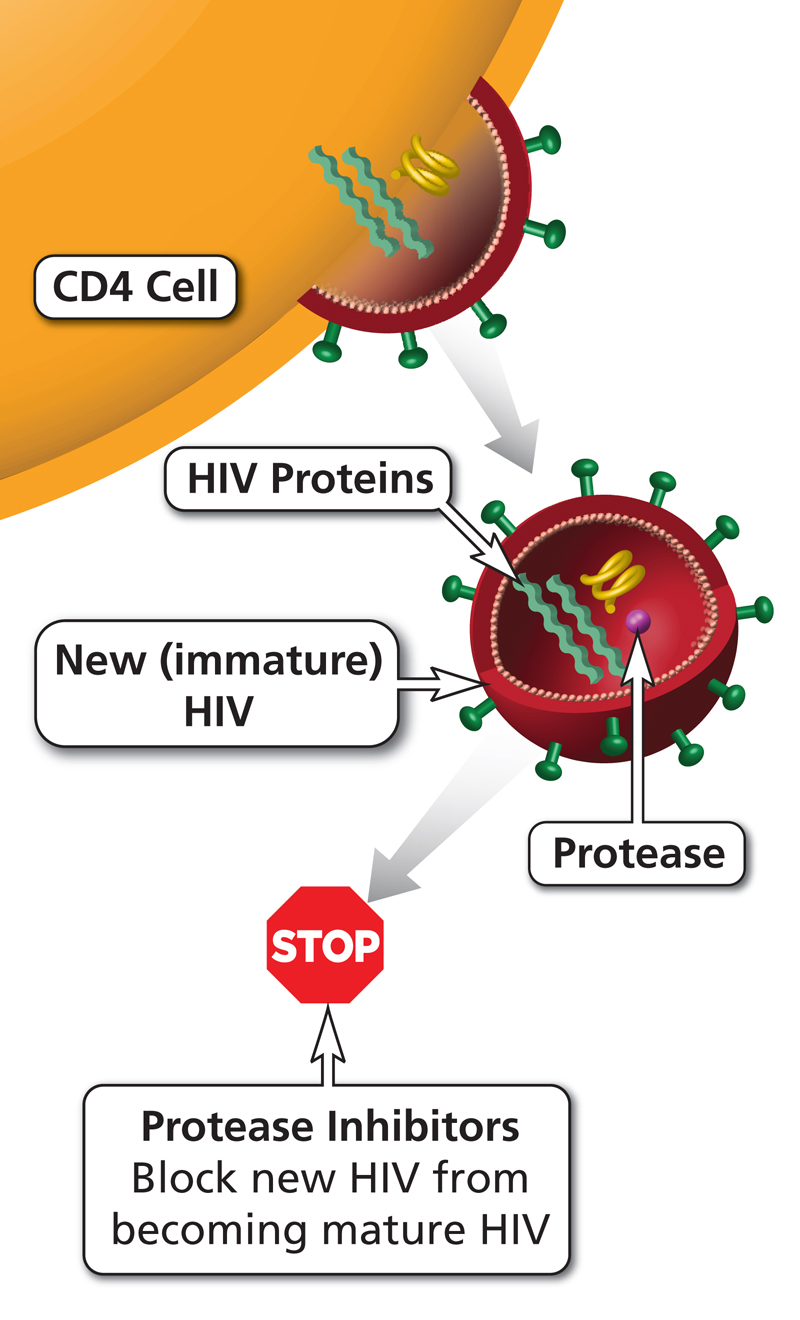 CD4 Cell
HIV Proteins
New (immature)
HIV
Protease
STOP
Protease Inhibitors
Block new HIV from
becoming mature HIV